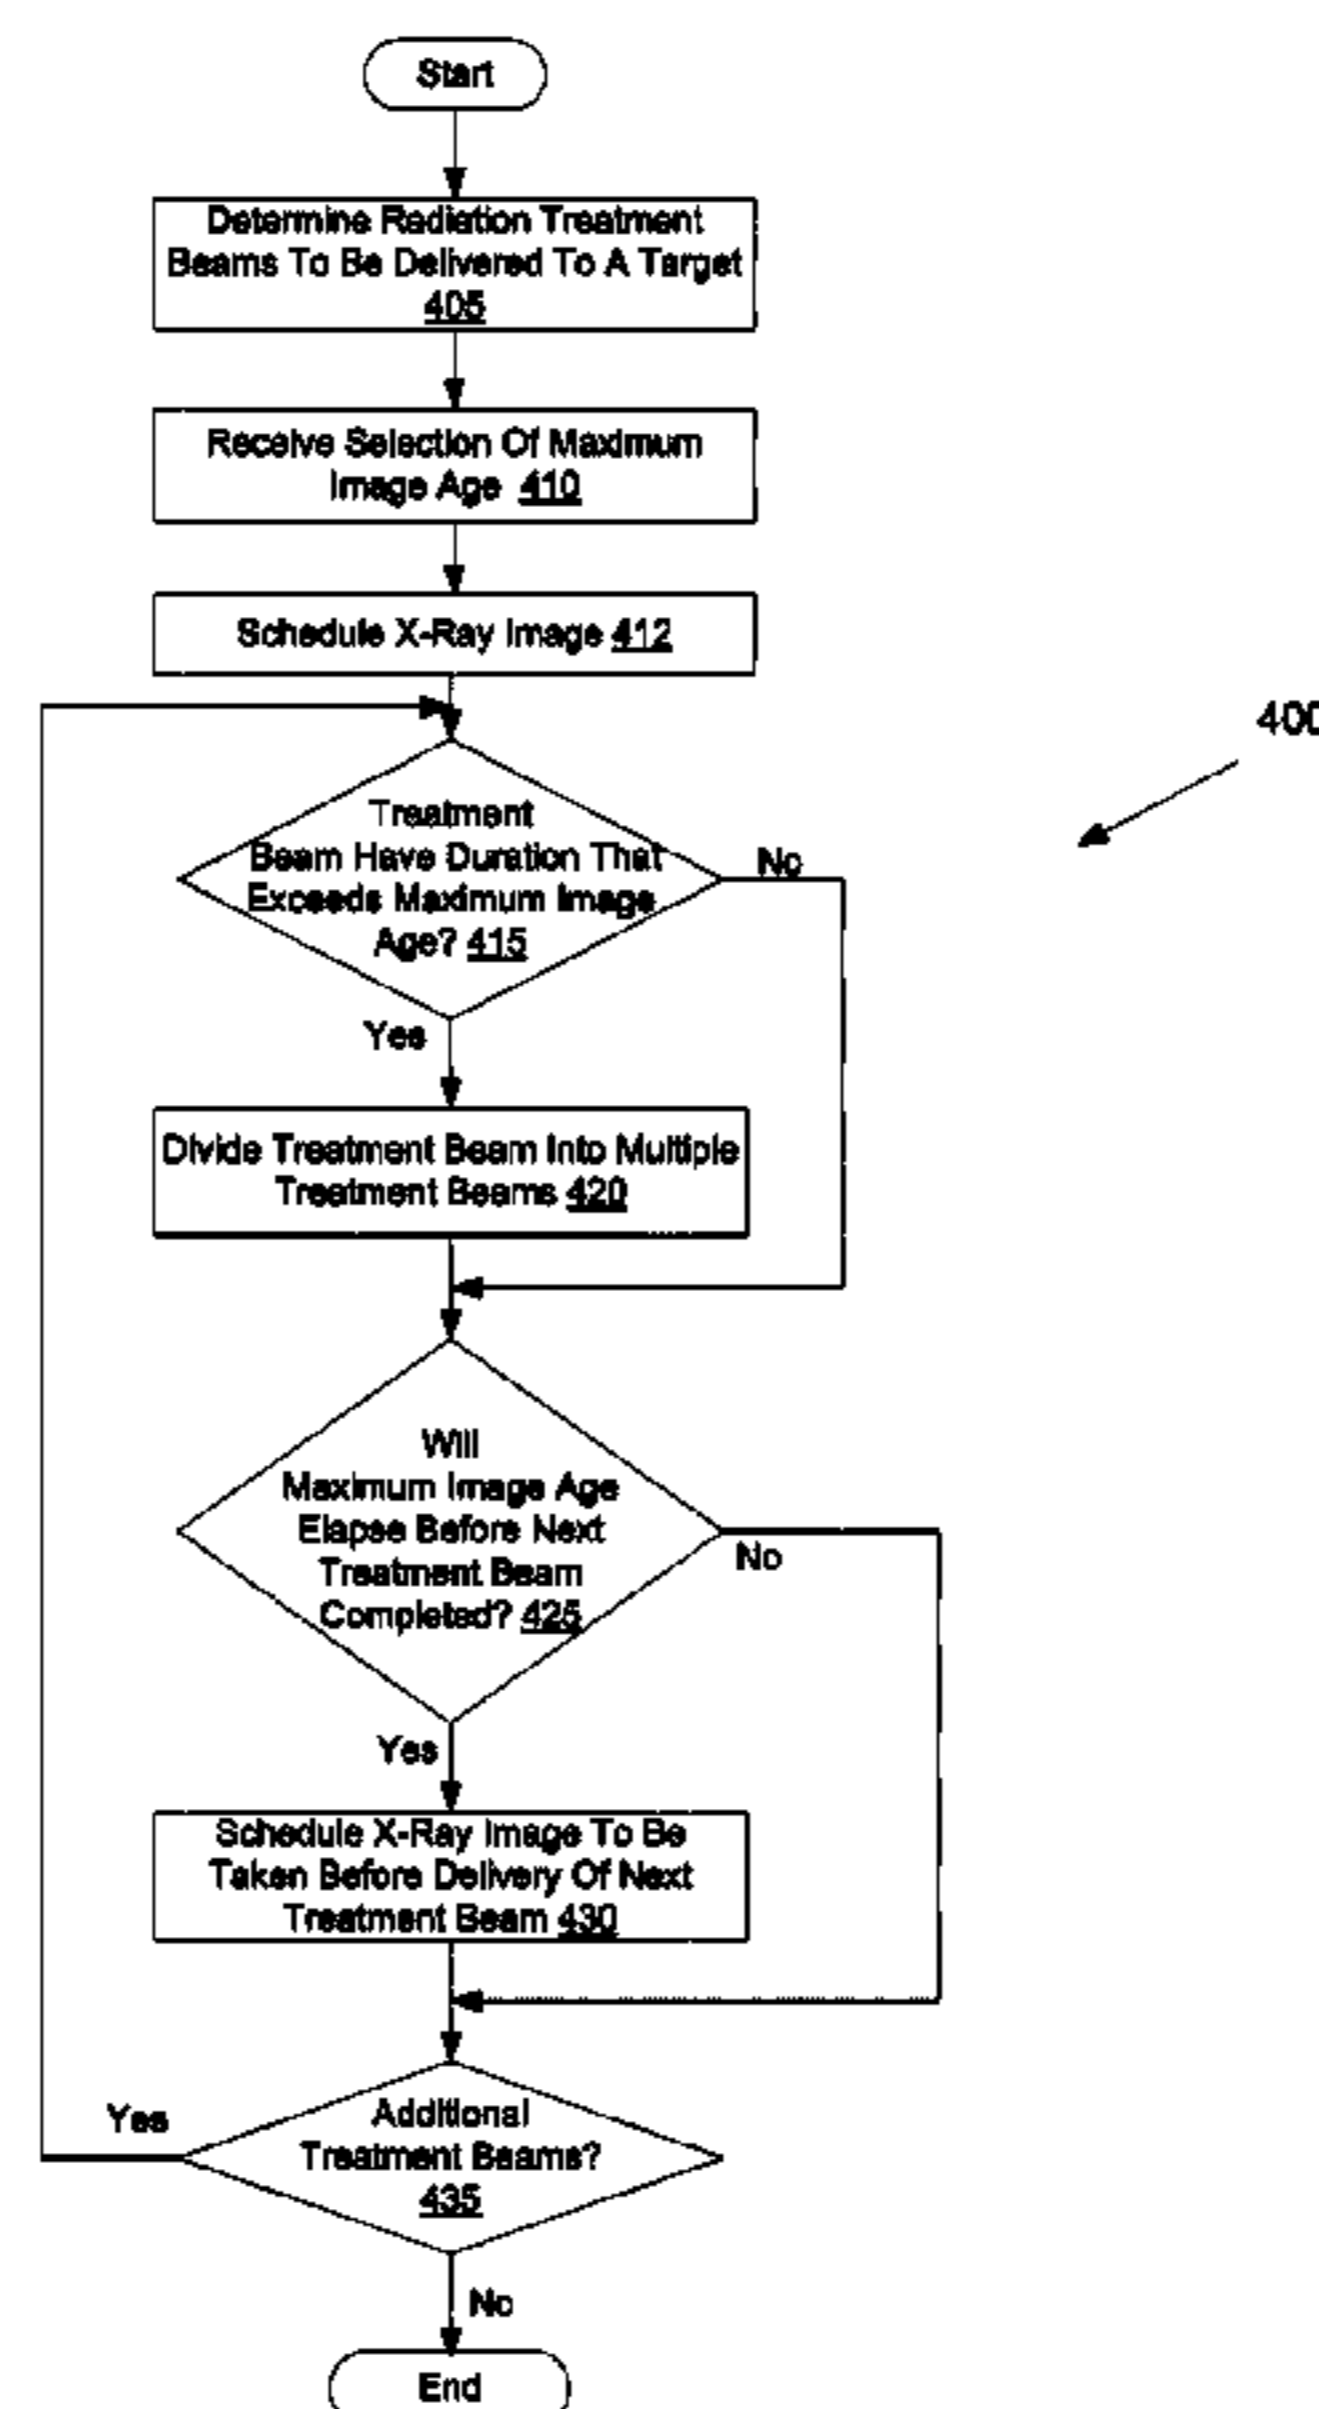 Start
Determine Radiation Treatment
Beams To Be Delivered To A Target
405
Receive Selection Of Maximum
Image Age 410
Schedule X-Ray Image 412
400
Treatment
Beam Have Duration That
Exceeds Maximum Image
Age? 415
No
Yes
Divide Treatment Beam Into Multiple
Treatment Beams 420
Will
Maximum Image Age
Elapse Before Next
Treatment Beam
Completed? 425
No
Yes
Schedule X-Ray Image To Be
Taken Before Delivery Of Next
Treatment Beam 430
Yes
Additional
Treatment Beams?
435
No
End